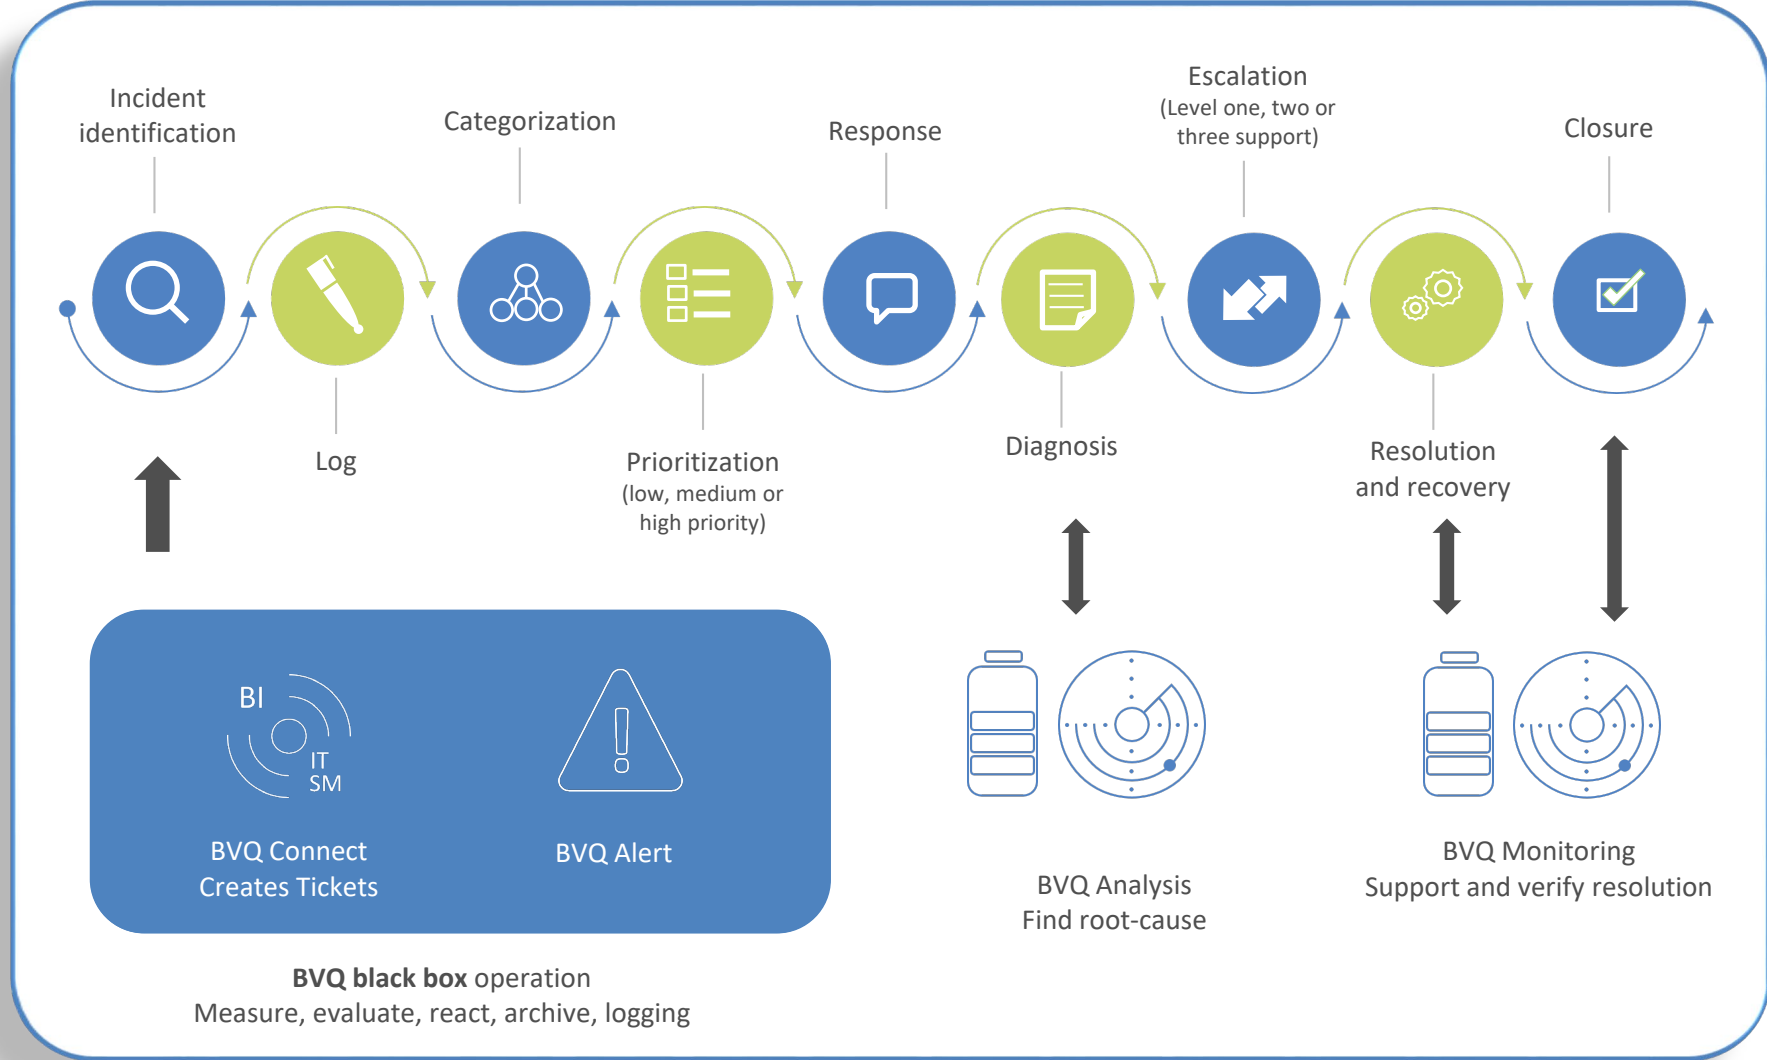 Incident
identification
Categorization
Response
Escalation
(Level one, two or
three support)
Closure
Log
Prioritization
(low, medium or
high priority)
Diagnosis
Resolution
and recovery
BI
IT
SM
BVQ Connect
Creates Tickets
BVQ Alert
BVQ Analysis
Find root-cause
BVQ Monitoring
Support and verify resolution
BVQ black box operation
Measure, evaluate, react, archive, logging